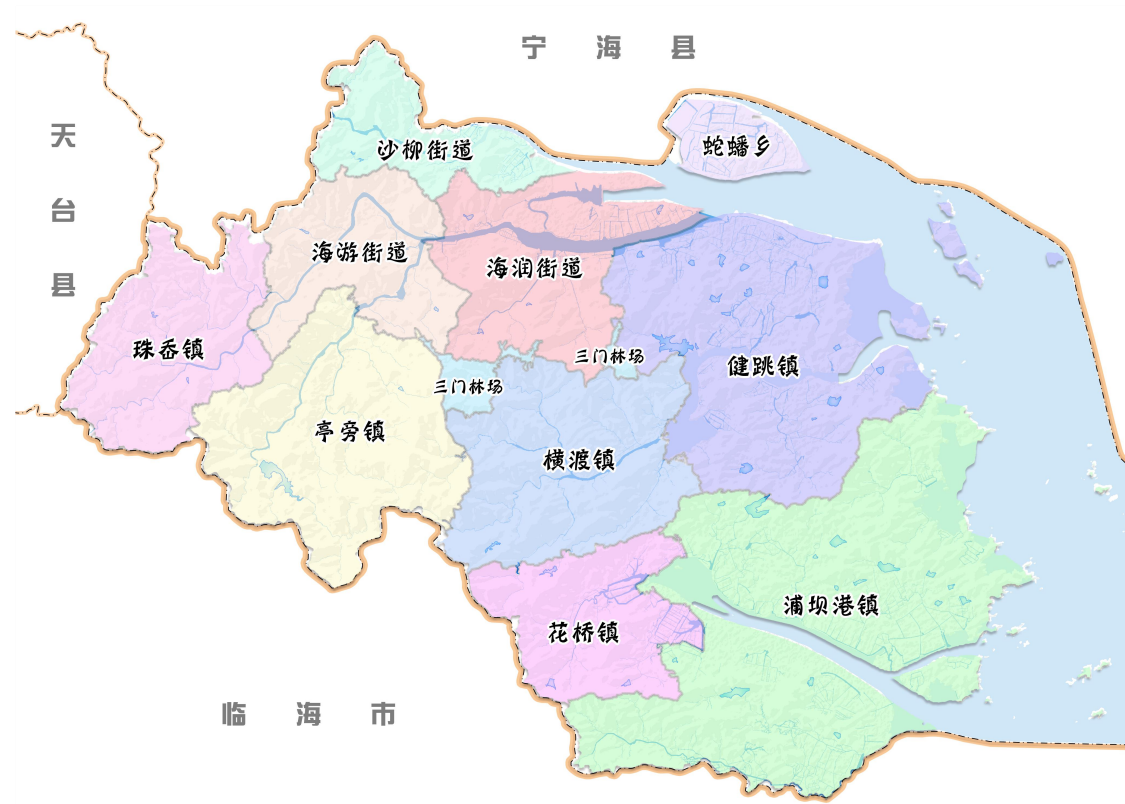 宁海县
天台县
沙柳街道
蛇蟠乡
海游街道
海润街道
珠岙镇
三门林场
健跳镇
三门林场
亭旁镇
横渡镇
浦坝港镇
花桥镇
临海市